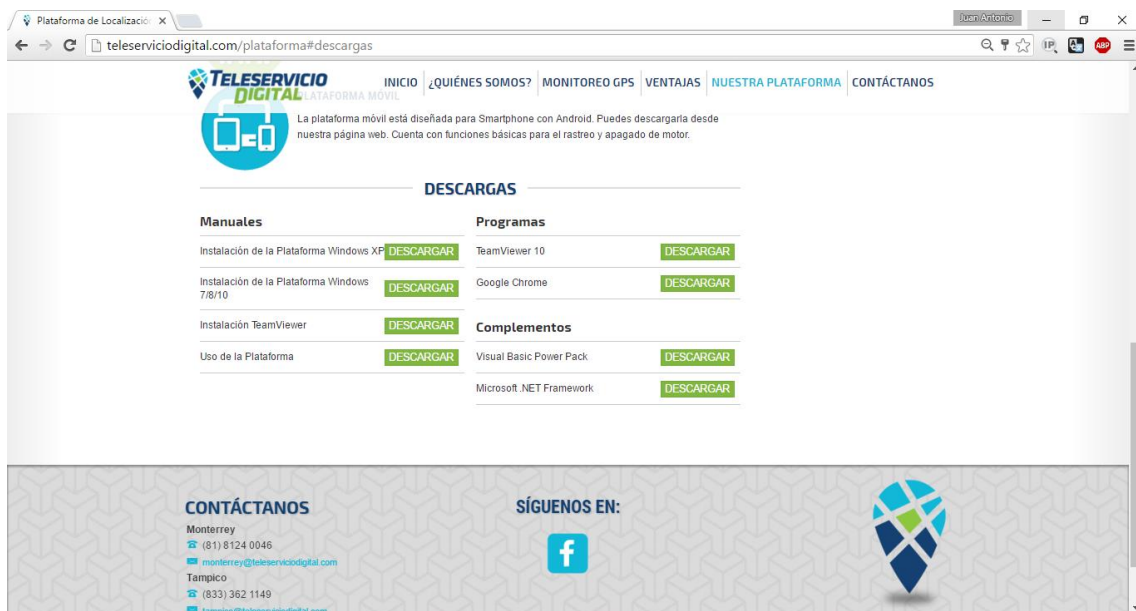 Plataforma de Localizació
Juan Antonio
teleserviciodigital.com/plataforma#descargas
TELESERVICIO
DIGITAL
INICIO
¿QUIÉNES SOMOS?
MONITOREO GPS
VENTAJAS
NUESTRA PLATAFORMA
CONTÁCTANOS
PLATAFORMA MÓVIL
La plataforma móvil está diseñada para Smartphone con Android. Puedes descargarla desde
nuestra página web. Cuenta con funciones básicas para el rastreo y apagado de motor.
DESCARGAS
Manuales
Instalación de la Plataforma Windows XP DESCARGAR
Instalación de la Plataforma Windows
7/8/10 DESCARGAR
Instalación TeamViewer DESCARGAR
Uso de la Plataforma DESCARGAR
Programas
TeamViewer 10 DESCARGAR
Google Chrome DESCARGAR
Complementos
Visual Basic Power Pack DESCARGAR
Microsoft .NET Framework DESCARGAR
CONTÁCTANOS
Monterrey
(81) 8124 0046
monterrey@teleserviciodigital.com
Tampico
(833) 362 1149
tampico@teleserviciodigital.com
SÍGUENOS EN:
f
IP
ABP